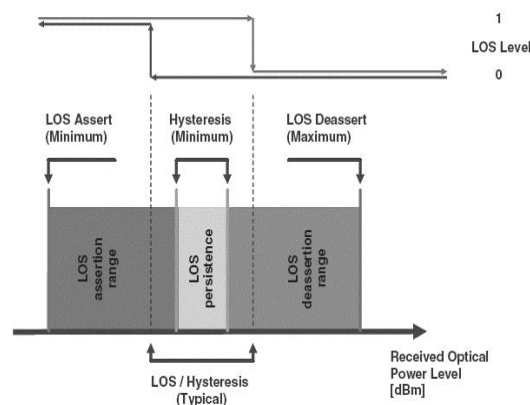 1
LOS Level
0
LOS Assert
(Minimum)
Hysteresis
(Minimum)
LOS Deassert
(Maximum)
LOS
assertion
range
LOS
persistence
LOS
deassertion
range
LOS / Hysteresis
(Typical)
Received Optical
Power Level
[dBm]